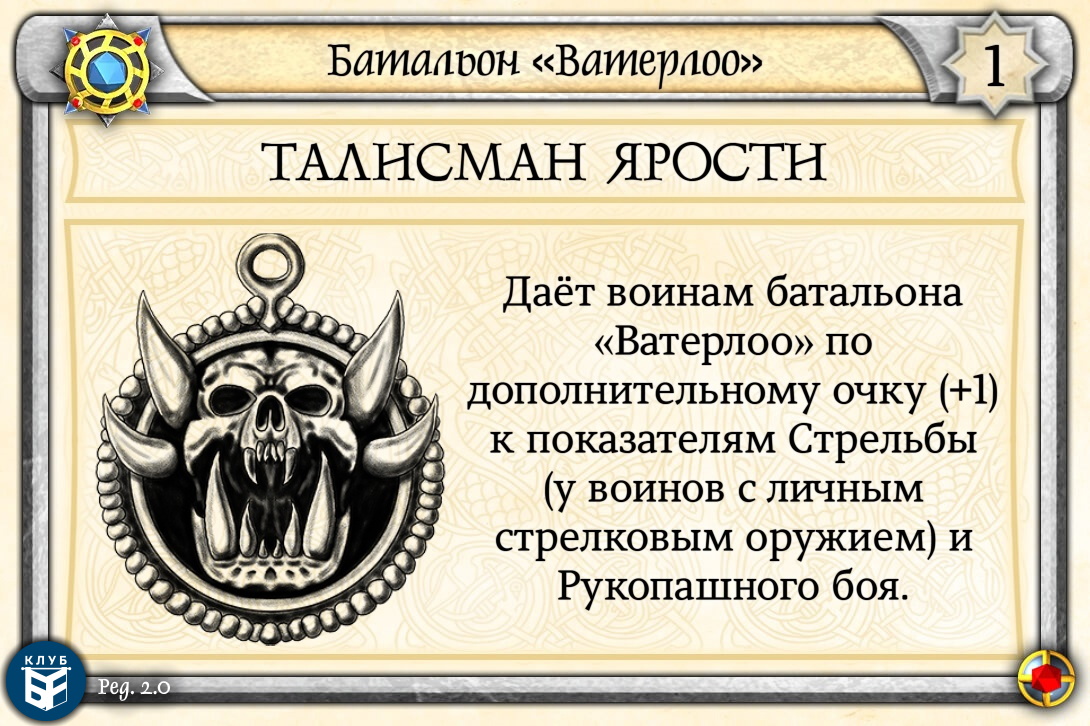 Батальон «Ватерлоо»
1
ТАЛИСМАН ЯРОСТИ
Даёт воинам батальона
«Ватерлоо» по
дополнительному очку (+1)
к показателям Стрельбы
(у воинов с личным
стрелковым оружием) и
Рукопашного боя.
КЛУБ
Ред. 2.0